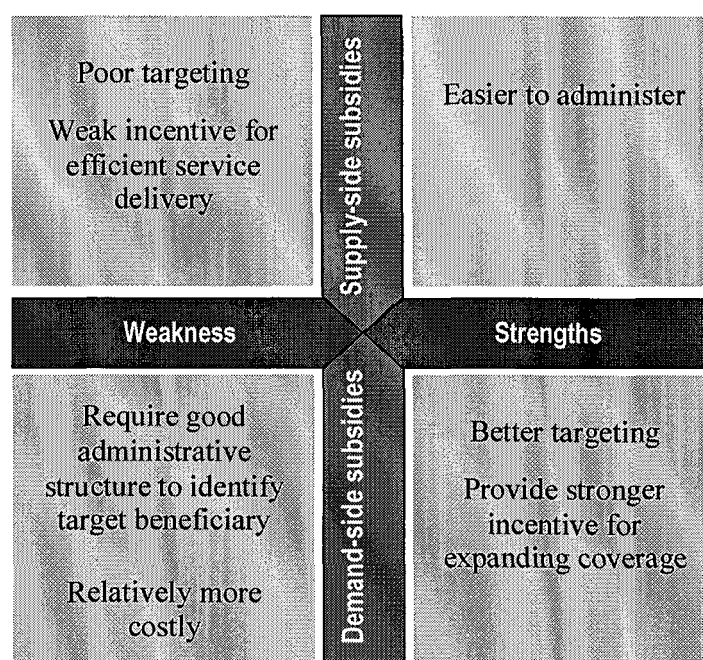 Poor targeting
Weak incentive for
efficient service
delivery
Supply-side subsidies
Easier to administer
Weakness
Strengths
Require good
administrative
structure to identify
target beneficiary
Relatively more
costly
Demand-side subsidies
Better targeting
Provide stronger
incentive for
expanding coverage